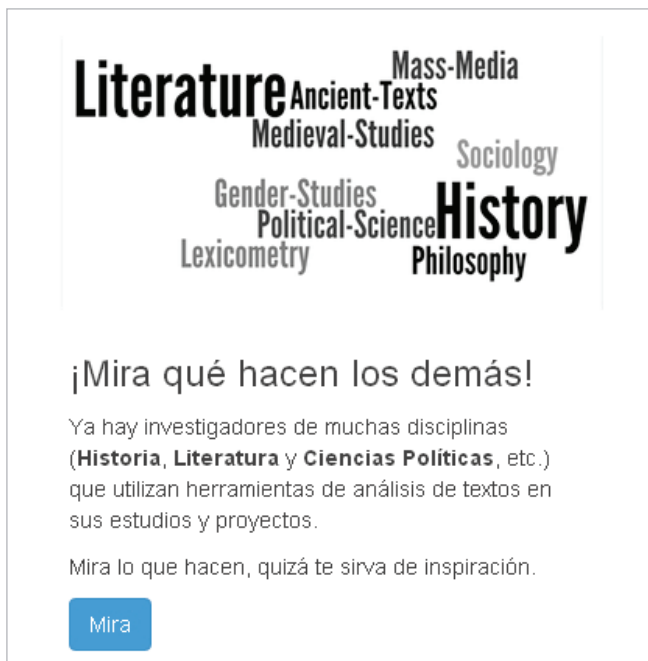 Mass-Media
Literature Ancient-Texts
Medieval-Studies
Sociology
Gender-Studies
Political-Science History
Lexicometry Philosophy
¡Mira qué hacen los demás!
Ya hay investigadores de muchas disciplinas
(Historia, Literatura y Ciencias Políticas, etc.)
que utilizan herramientas de análisis de textos en
sus estudios y proyectos.
Mira lo que hacen, quizá te sirva de inspiración.
Mira